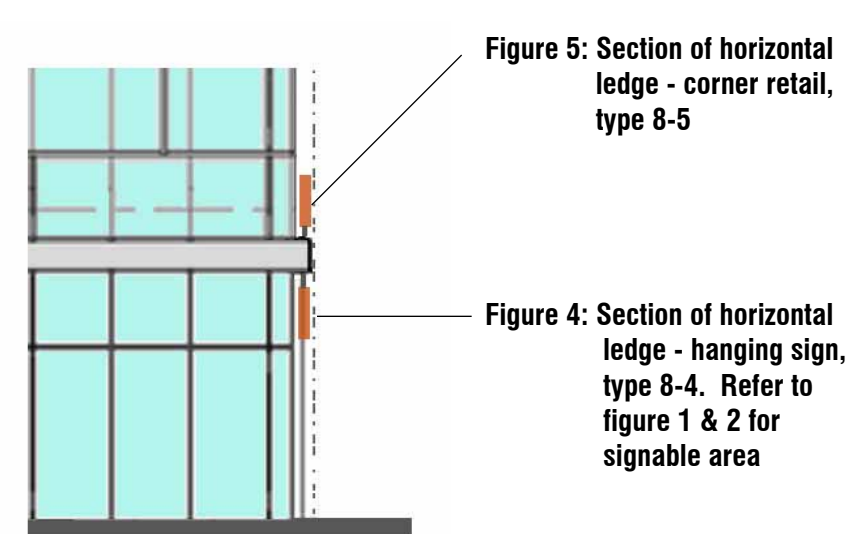 Figure 5: Section of horizontal
ledge - corner retail,
type 8-5
Figure 4: Section of horizontal
ledge - hanging sign,
type 8-4. Refer to
figure 1 & 2 for
signable area